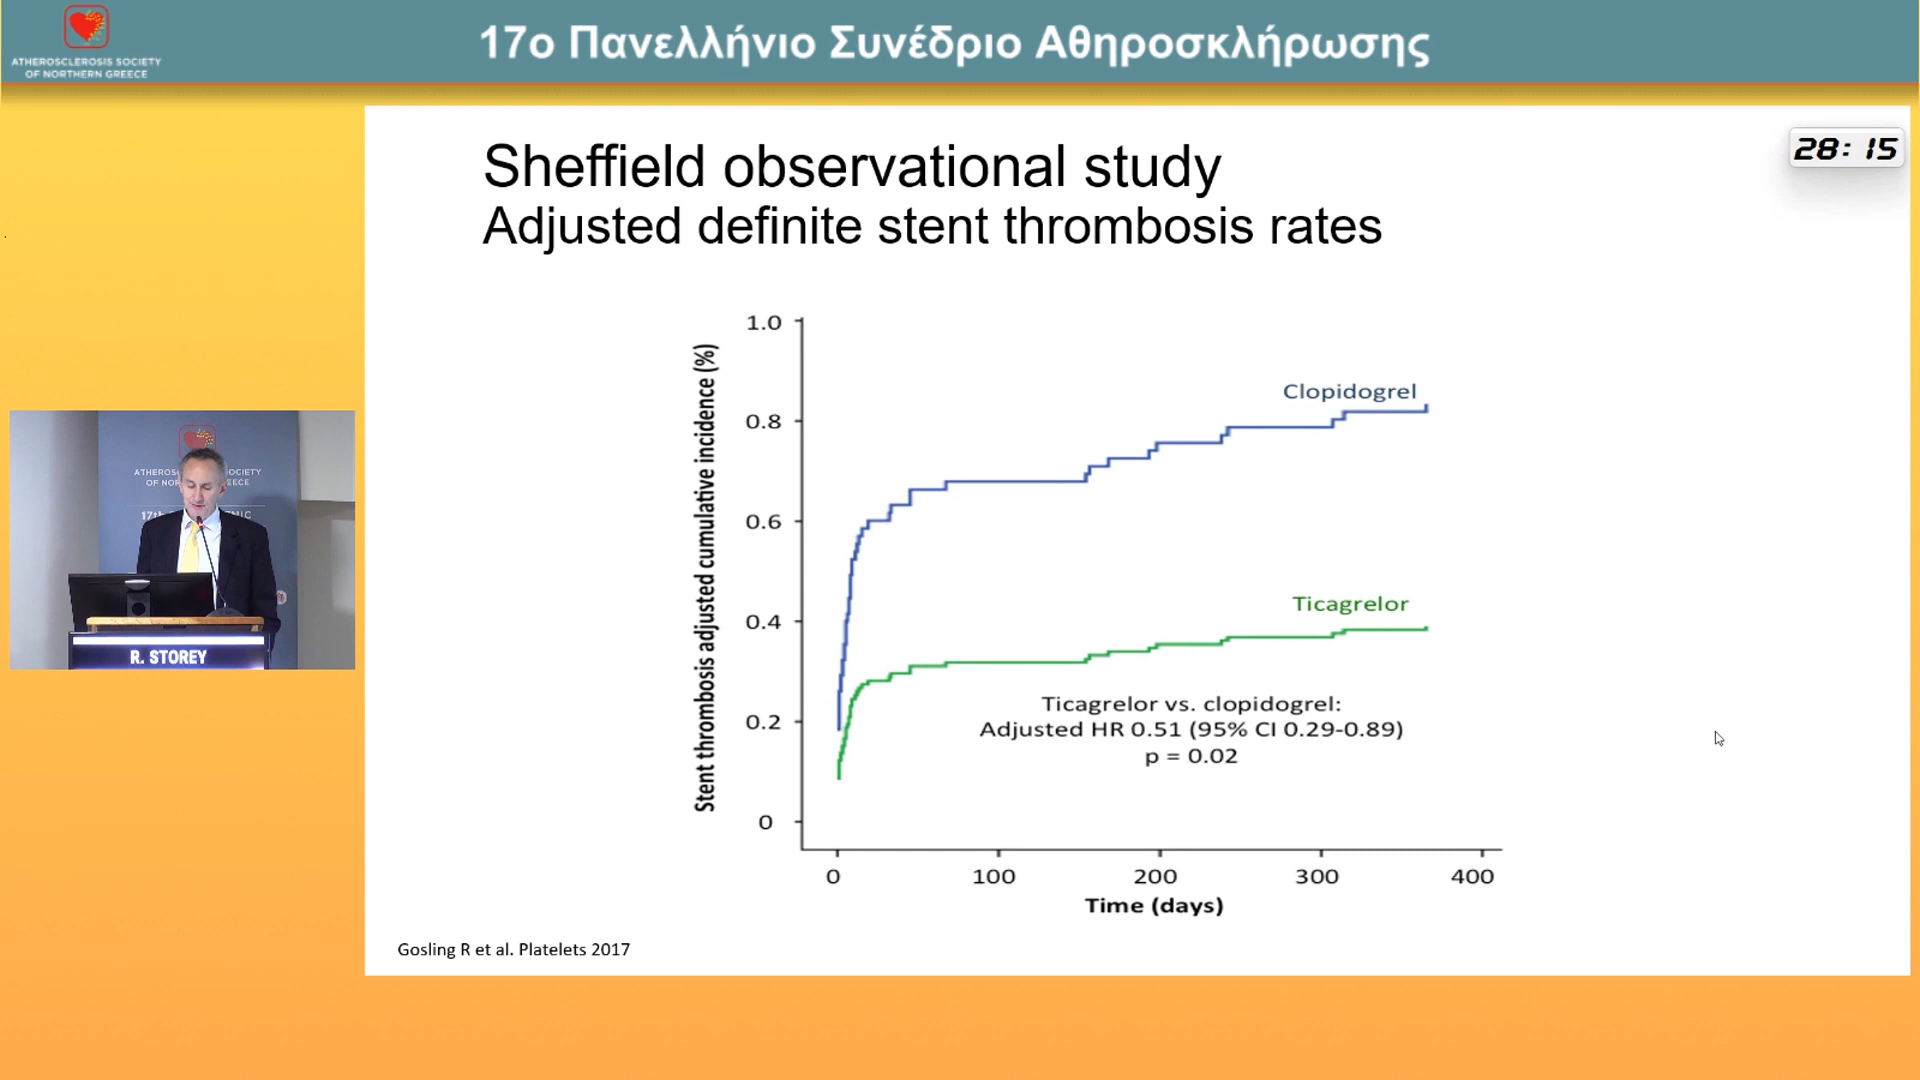 ATHEROSCLEROSIS SOCIETY
OF NORTHERN GREECE
17ο Πανελλήνιο Συνέδριο Αθηροσκλήρωσης
28:15
Sheffield observational study
Adjusted definite stent thrombosis rates
Stent thrombosis adjusted cumulative incidence (%)
1.0
0.8
0.6
0.4
0.2
0
Clopidogrel
Ticagrelor
Ticagrelor vs. clopidogrel:
Adjusted HR 0.51 (95% CI 0.29-0.89)
p = 0.02
0 100 200 300 400
Time (days)
Gosling R et al. Platelets 2017
R. STOREY